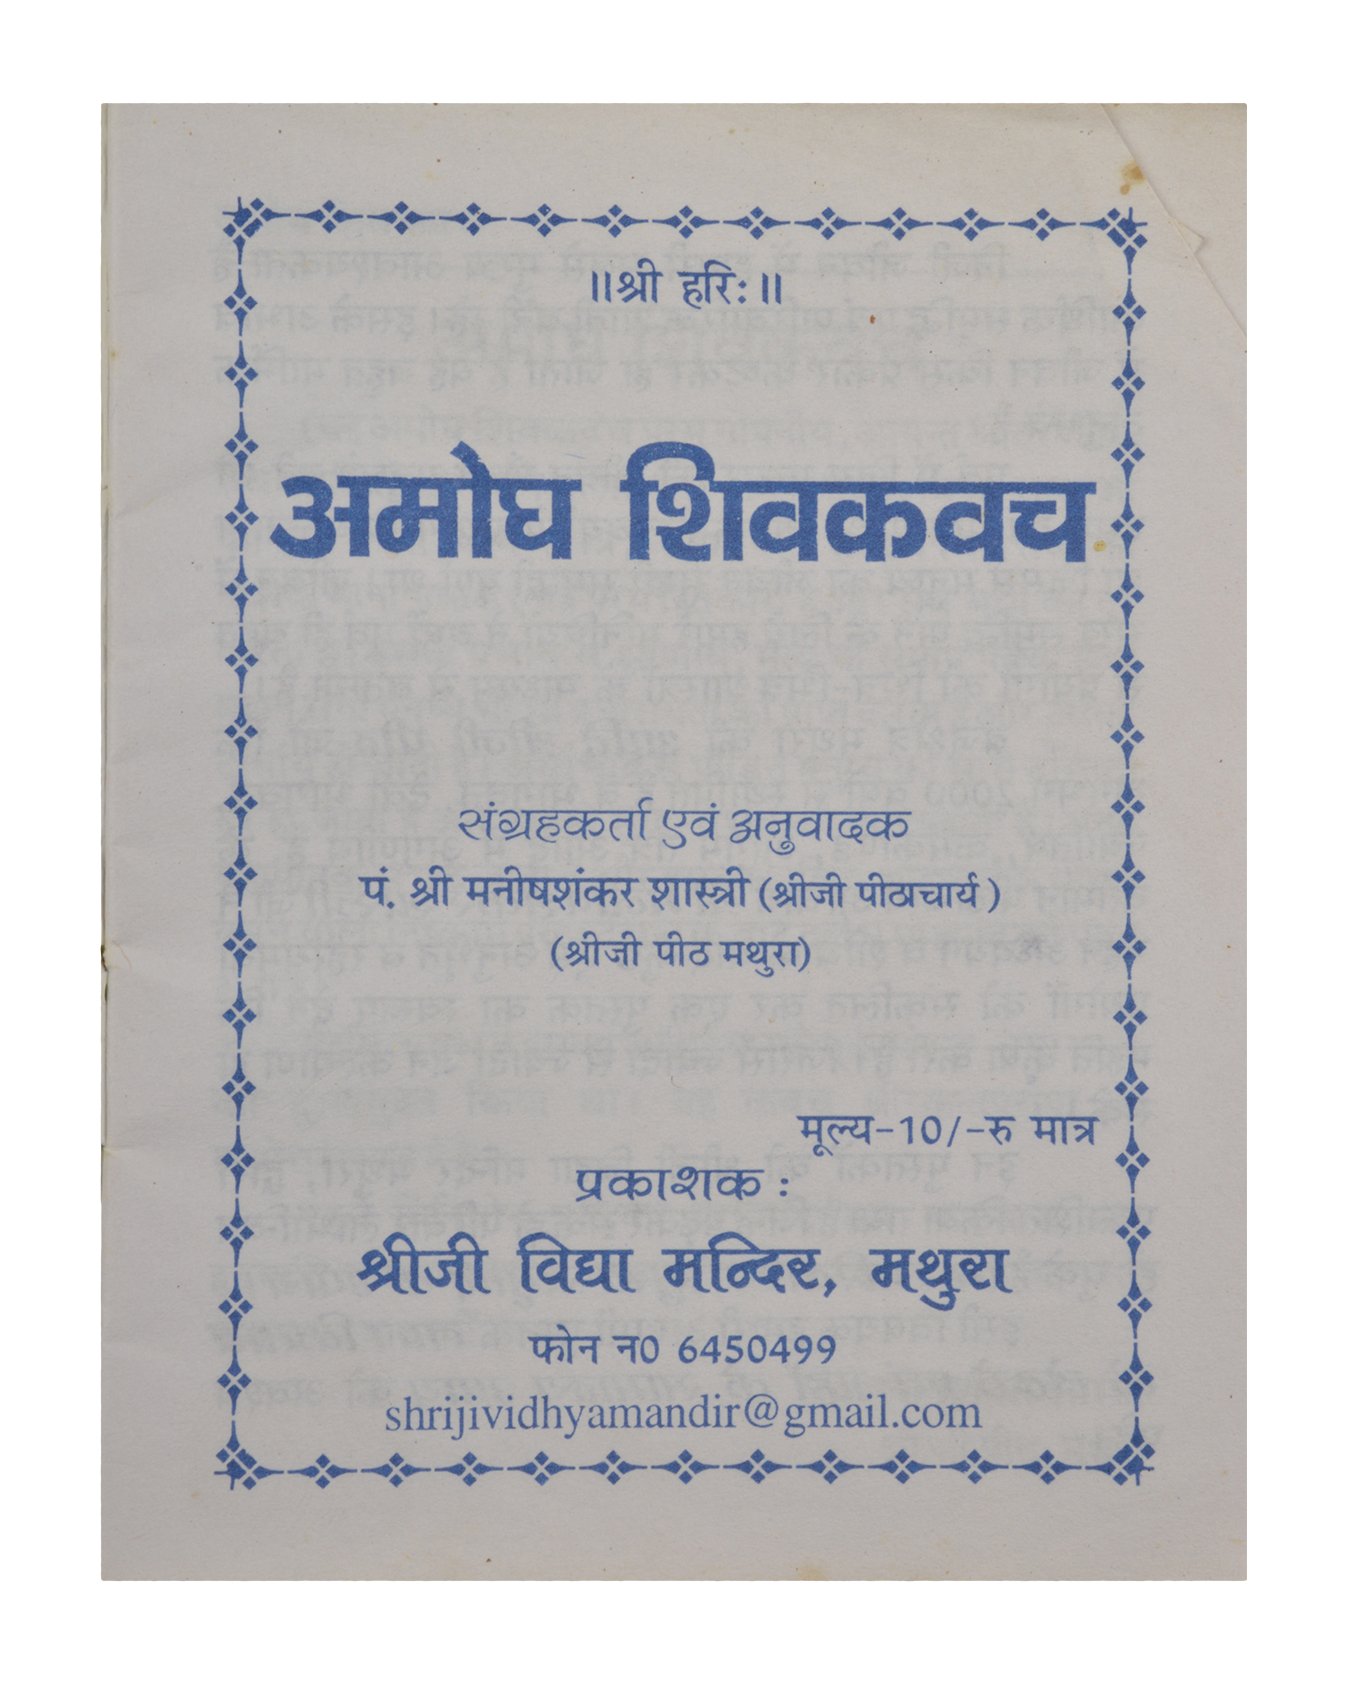 ॥श्री हरिः॥
अमोघ शिवकवच
संग्रहकर्ता एवं अनुवादक
पं. श्री मनीषशंकर शास्त्री (श्रीजी पीठाचार्य)
(श्रीजी पीठ मथुरा)
मूल्य-10/-रु मात्र
प्रकाशक :
श्रीजी विद्या मन्दिर, मथुरा
फोन न0 6450499
shrijividhyamandir@gmail.com